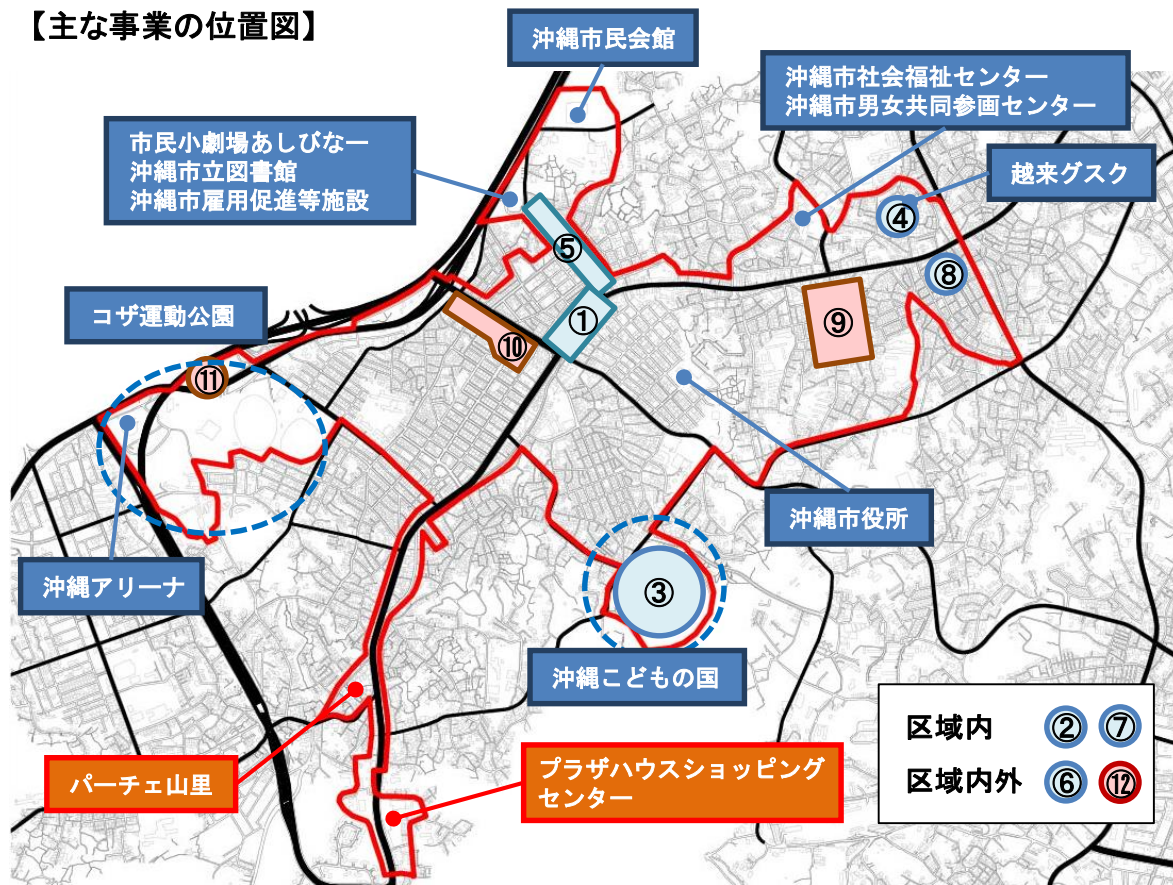 【主な事業の位置図】
沖縄市民会館
沖縄市社会福祉センター
沖縄市男女共同参画センター
市民小劇場あしびなー
沖縄市立図書館
沖縄市雇用促進等施設
越来グスク
④
⑤
⑧
コザ運動公園
①
⑨
⑩
⑪
沖縄市役所
沖縄アリーナ
③
沖縄こどもの国
区域内 ② ⑦
区域内外 ⑥ ⑫
パーチェ山里
プラザハウスショッピング
センター